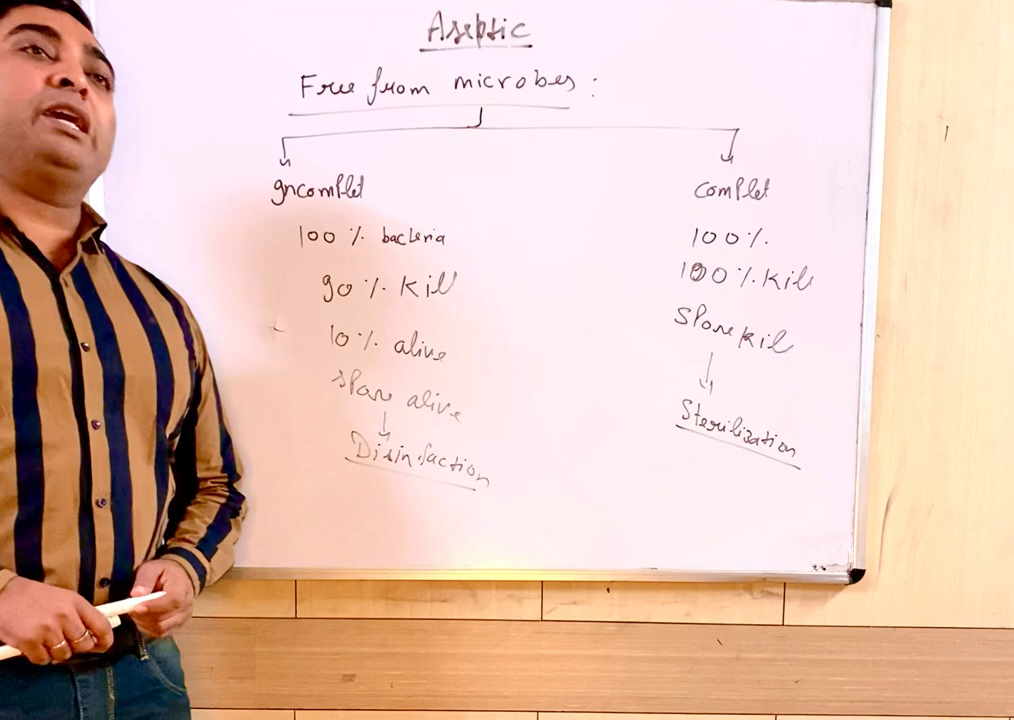 Aseptic
Free from microbes :
Incomplet
100 % bacteria
90 % kill
10 % alive
spore alive
Disinfaction
complet
100 %.
100 % kill
Spore kill
Sterilization